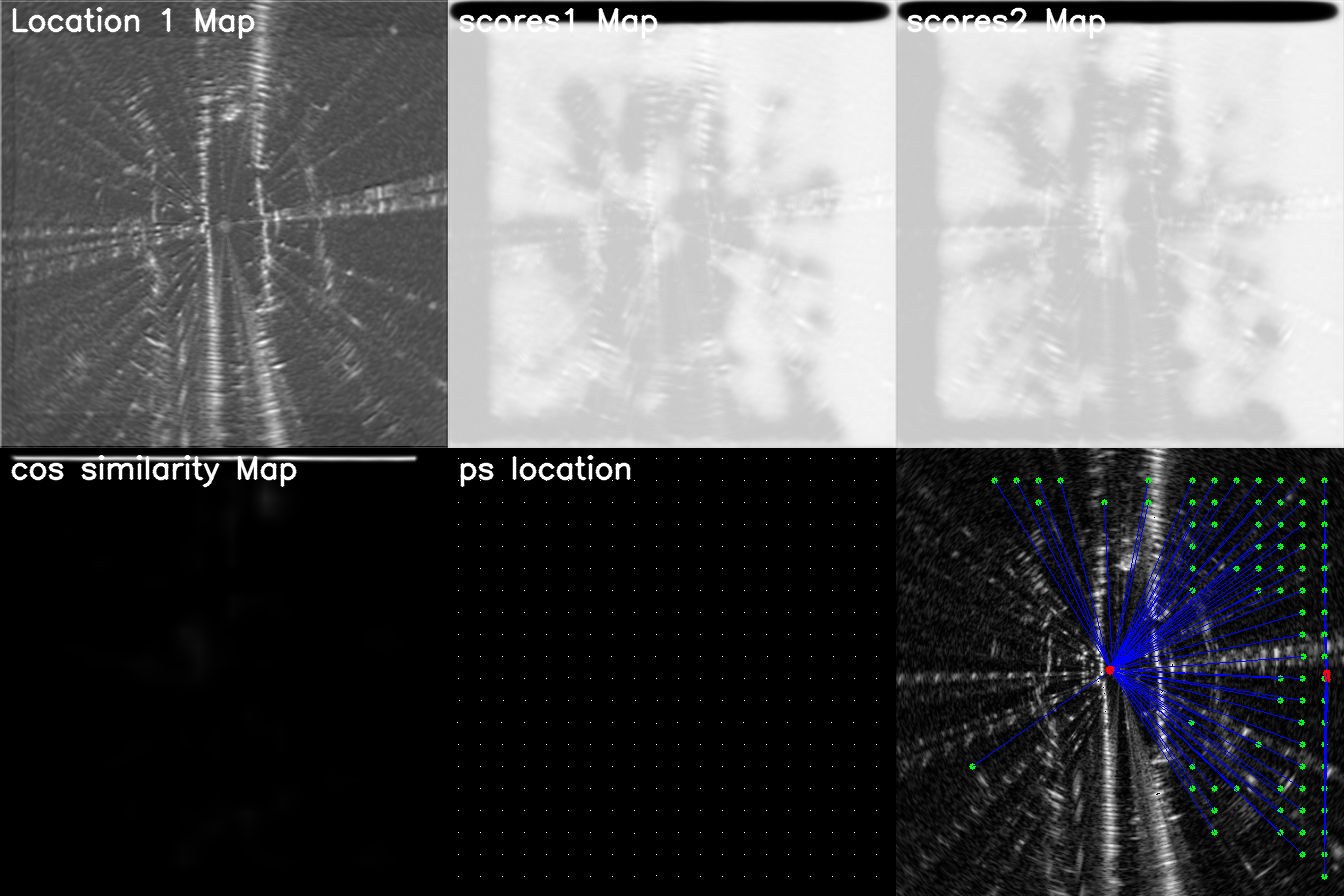 Location 1 Map
scores1 Map
scores2 Map
cos similarity Map
ps location